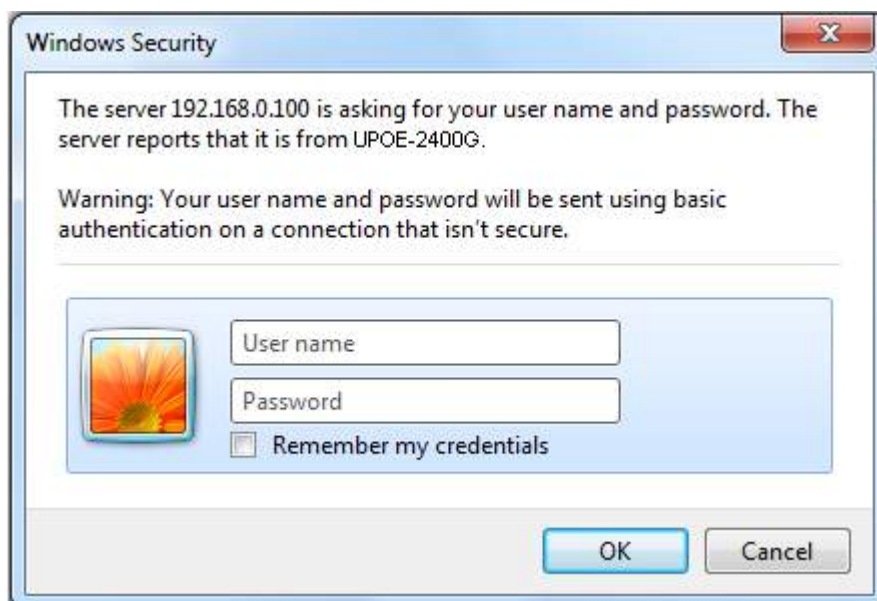 Windows Security
The server 192.168.0.100 is asking for your user name and password. The
server reports that it is from UPOE-2400G.
Warning: Your user name and password will be sent using basic
authentication on a connection that isn't secure.
User name
Password
Remember my credentials
OK
Cancel